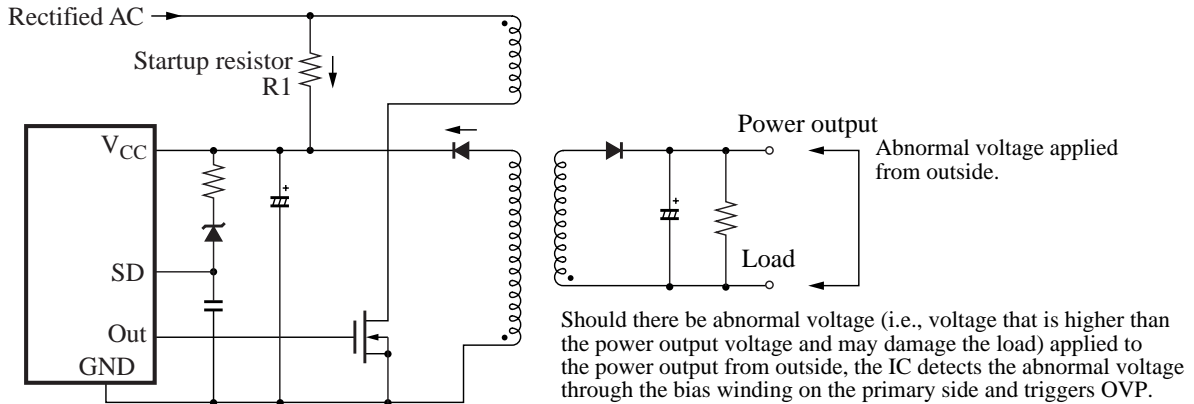 Rectified AC
Startup resistor
R1
VCC
SD
Out
GND
+
+
Power output
Abnormal voltage applied
from outside.
Load
Should there be abnormal voltage (i.e., voltage that is higher than
the power output voltage and may damage the load) applied to
the power output from outside, the IC detects the abnormal voltage
through the bias winding on the primary side and triggers OVP.